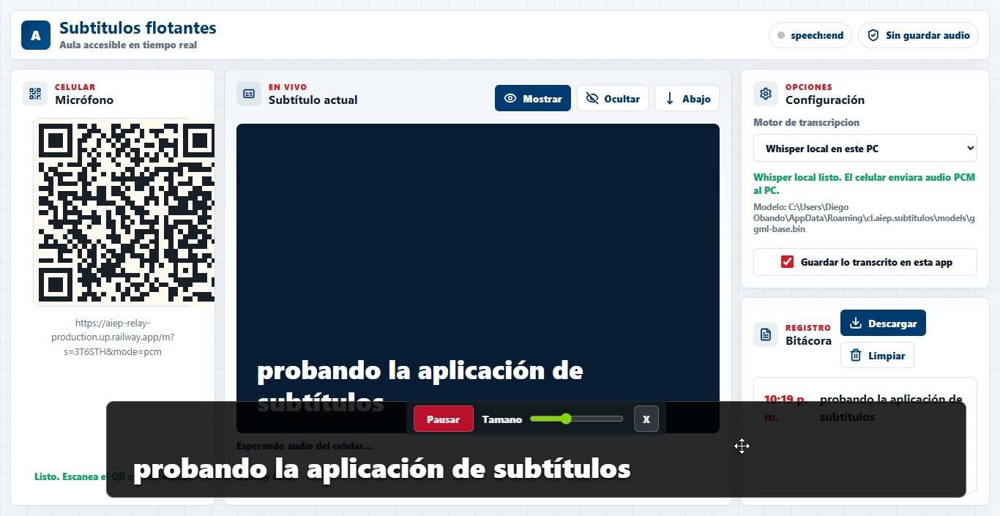 A
Subtitulos flotantes
Aula accesible en tiempo real
speech:end
Sin guardar audio
CELULAR
Micrófono
https://aiep-relay-
production.up.railway.app/m?
s=3T6STH&mode=pcm
Listo. Escanea el QR c
EN VIVO
Subtítulo actual
Mostrar
Ocultar
Abajo
probando la aplicación de
subtítulos
Esperando audio del celular...
Pausar
Tamano
X
probando la aplicación de subtítulos
OPCIONES
Configuración
Motor de transcripcion
Whisper local en este PC
Whisper local listo. El celular enviara audio PCM
al PC.
Modelo: C:\Users\Diego
Obando\AppData\Roaming\cl.aiep.subtitulos\models\g
gml-base.bin
Guardar lo transcrito en esta app
REGISTRO
Bitácora
Descargar
Limpiar
10:19 p.
m.
probando la aplicación de
subtítulos